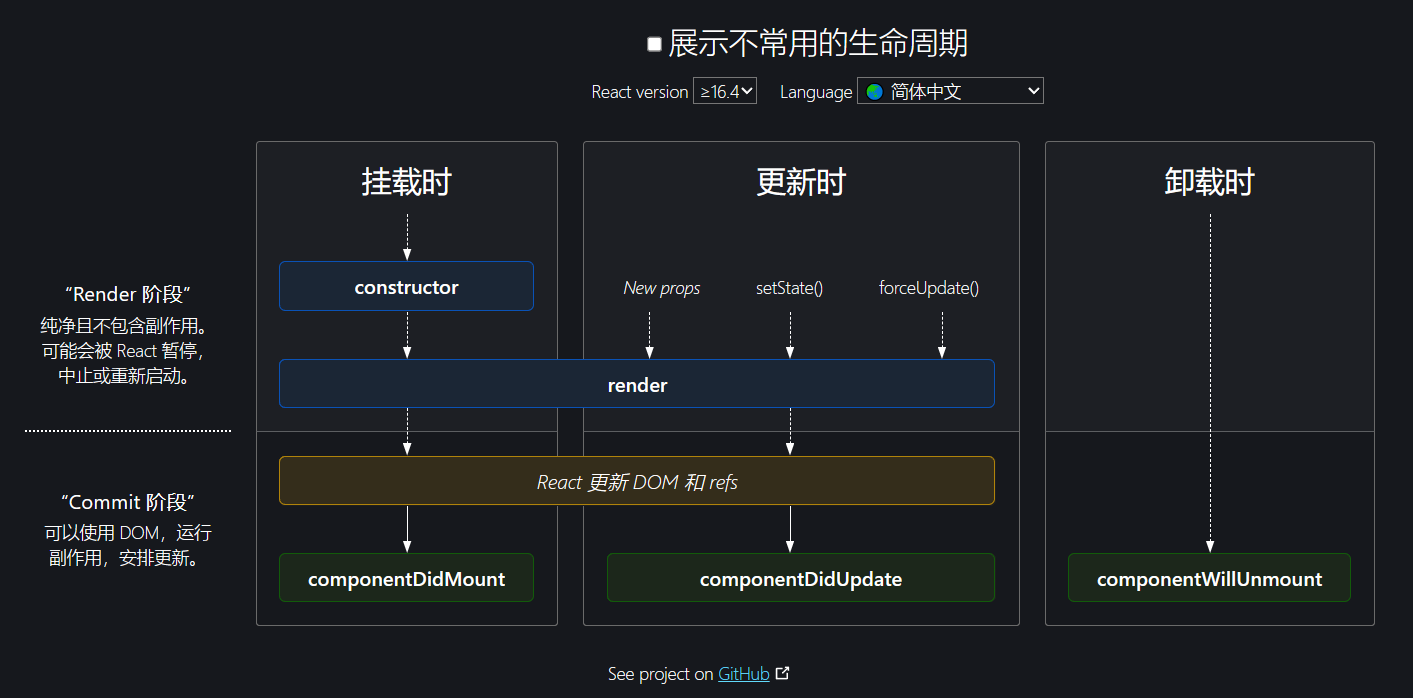 展示不常用的生命周期
React version ≥16.4 Language 简体中文
挂载时
更新时
卸载时
“Render 阶段”
纯净且不包含副作用。
可能会被 React 暂停，
中止或重新启动。
constructor
New props
setState()
forceUpdate()
render
“Commit 阶段”
可以使用 DOM，运行
副作用，安排更新。
React 更新 DOM 和 refs
componentDidMount
componentDidUpdate
componentWillUnmount
See project on GitHub